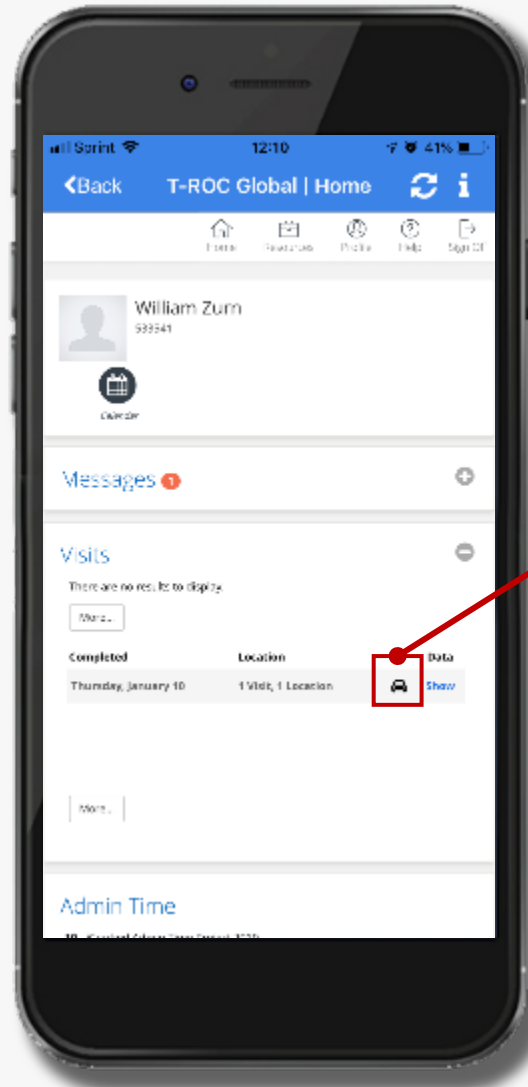 Sprint 12:10 41%
Back T-ROC Global | Home i
Home Resources Profile Help Sign Off
William Zurn
Calendar
Messages 1
Visits
There are no results to display.
More...
Completed Location Data
Thursday, January 10 1 Visit, 1 Location Show
More...
Admin Time